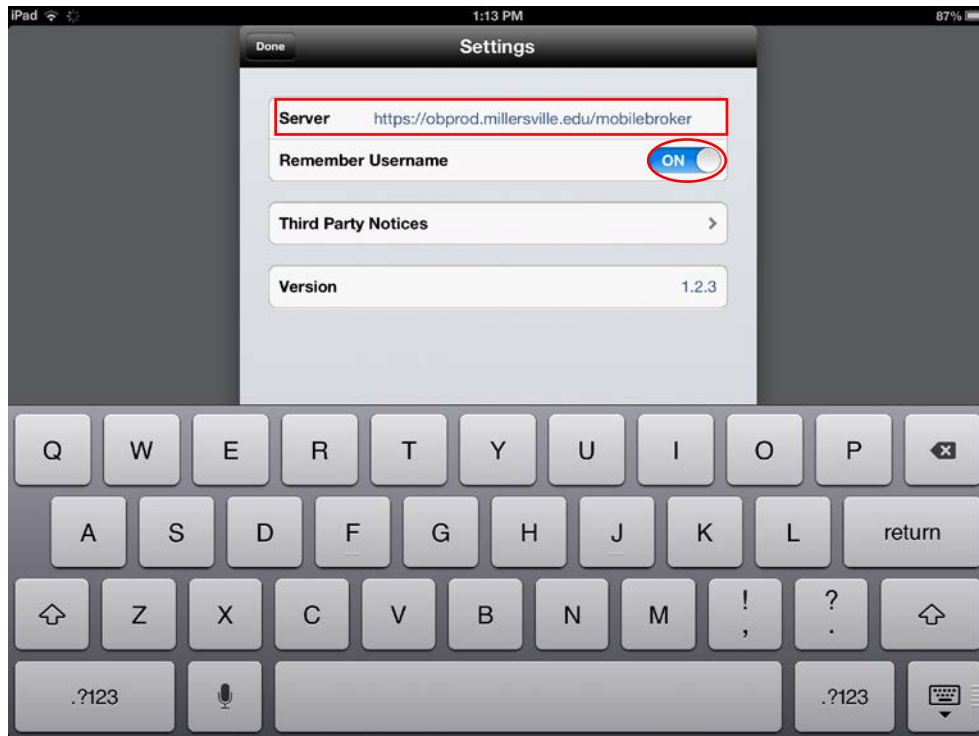 iPad 1:13 PM 87%
Done Settings
Server https://obprod.millersville.edu/mobilebroker
Remember Username ON
Third Party Notices
Version 1.2.3
Q W E R T Y U I O P
A S D F G H J K L return
Z X C V B N M ! , ? .
.?123 .?123